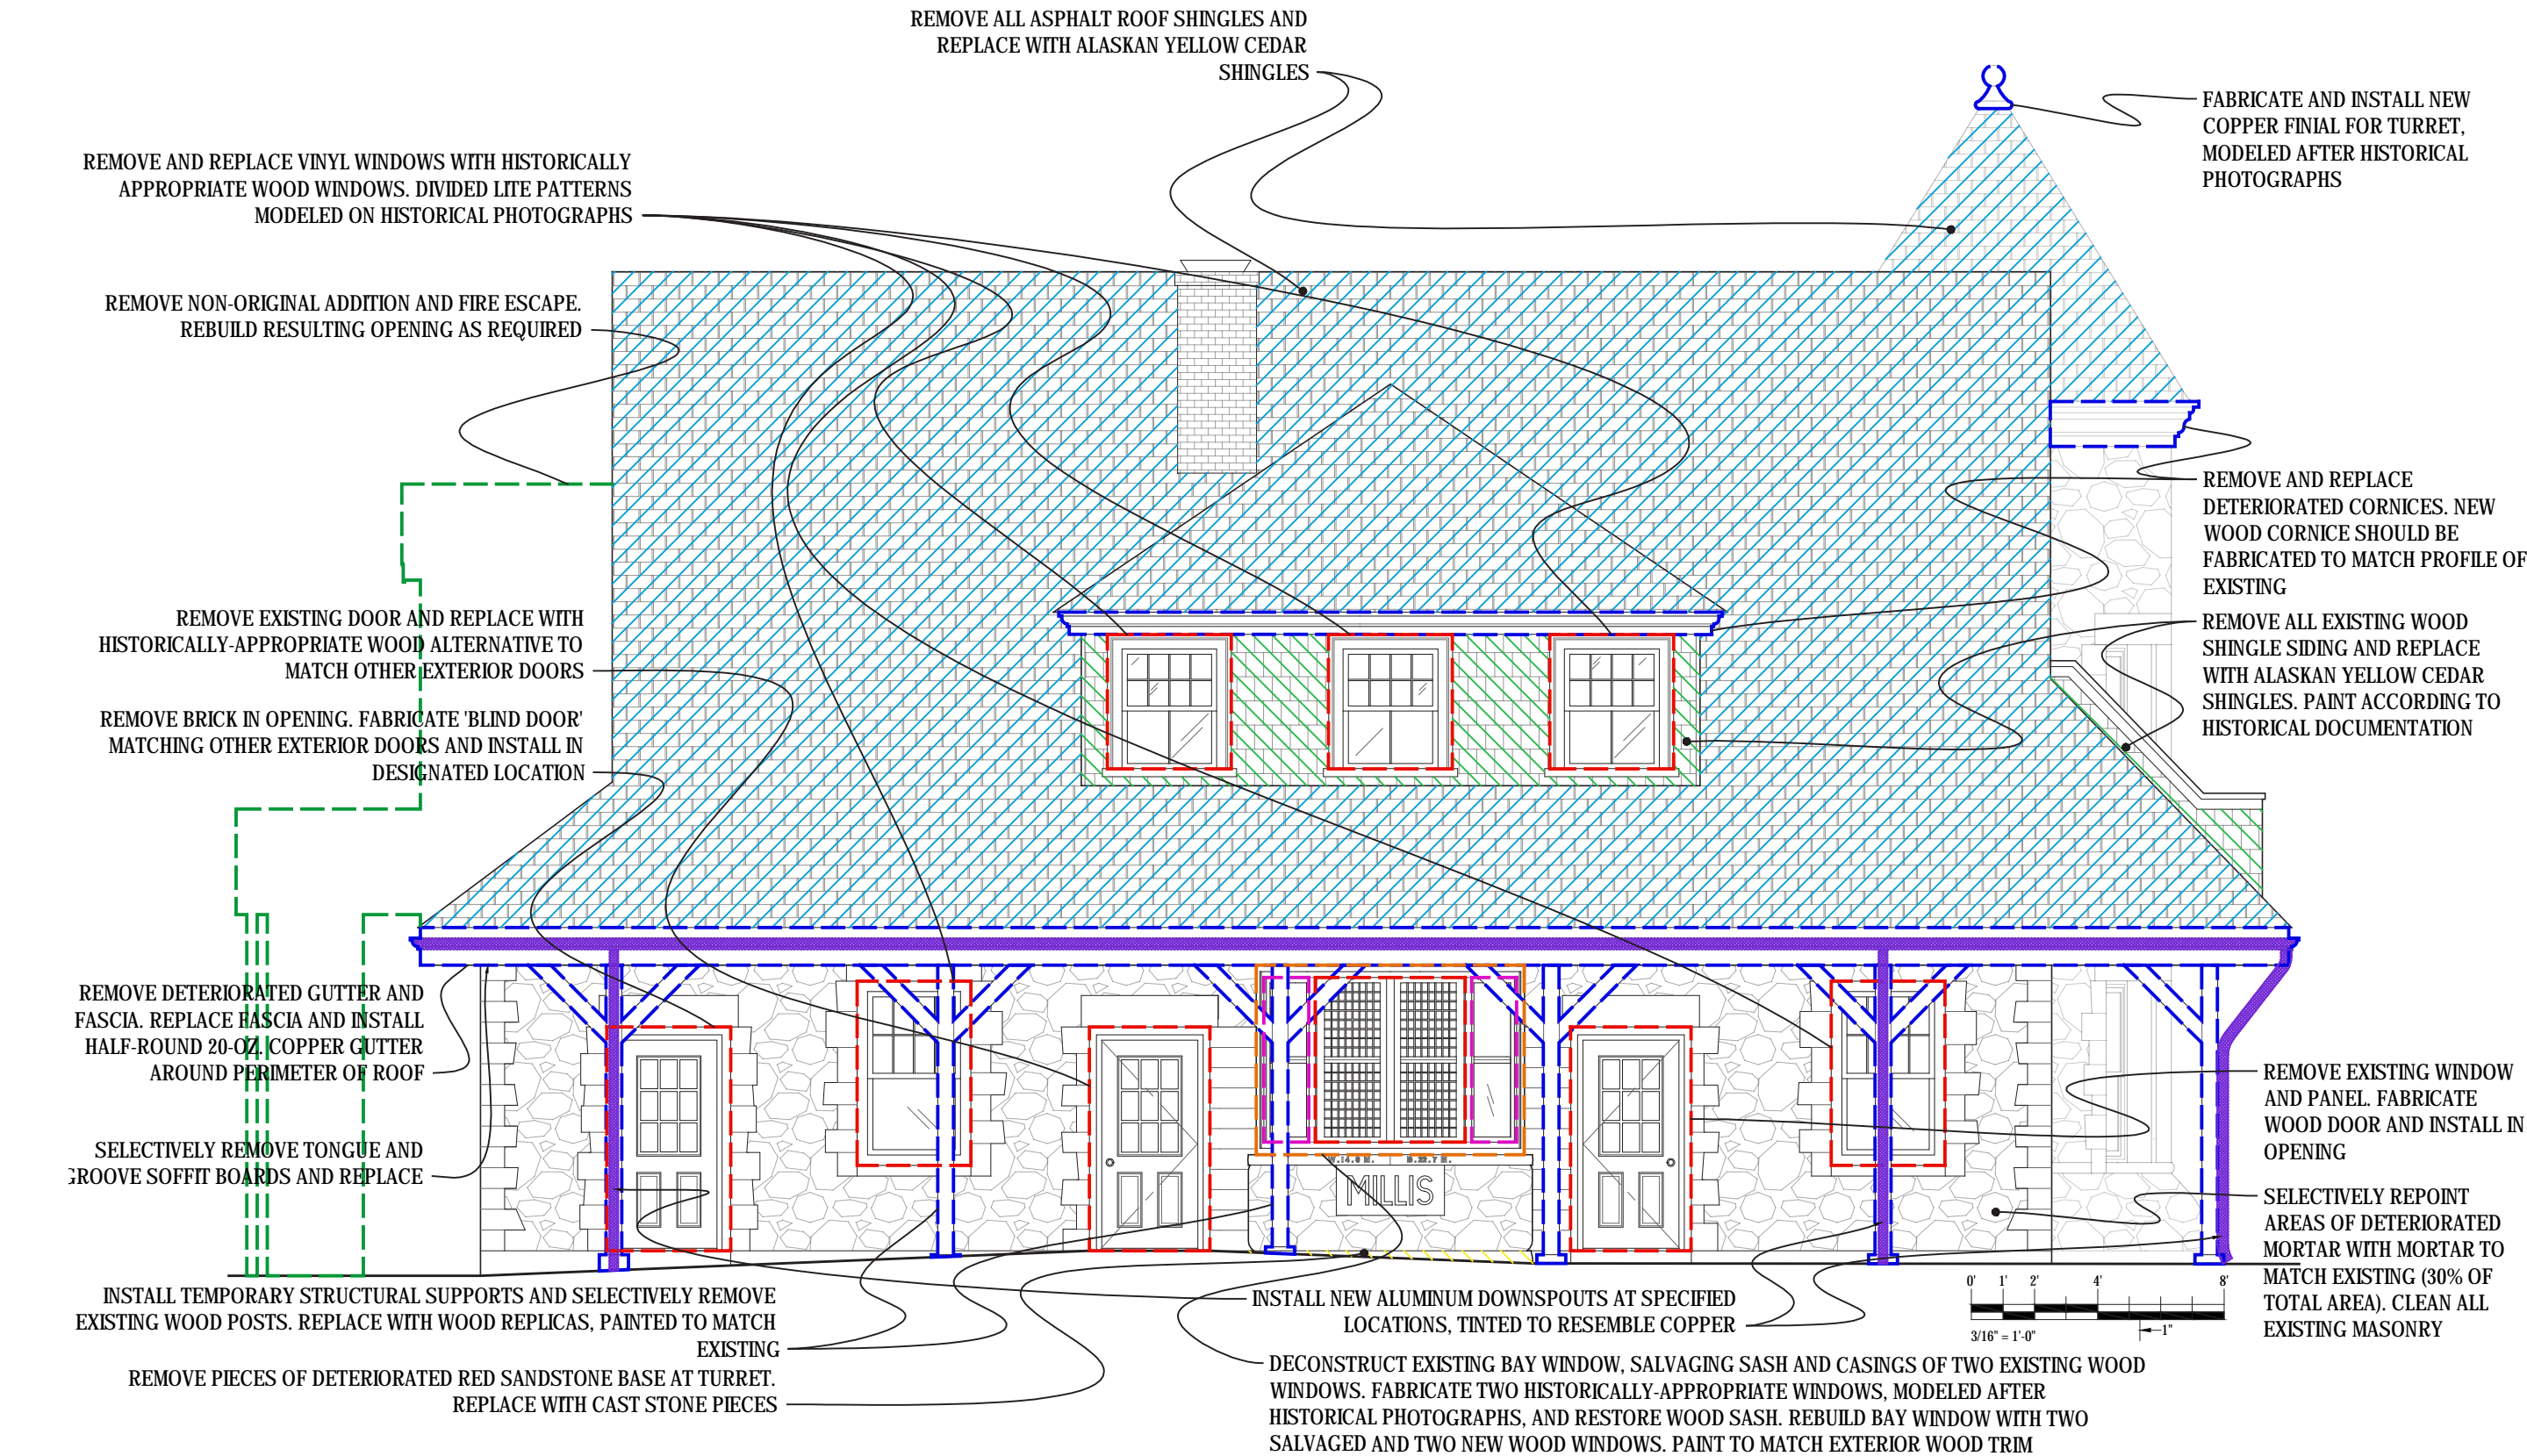 REMOVE ALL ASPHALT ROOF SHINGLES AND
REPLACE WITH ALASKAN YELLOW CEDAR
SHINGLES
FABRICATE AND INSTALL NEW
COPPER FINIAL FOR TURRET,
MODELED AFTER HISTORICAL
PHOTOGRAPHS
REMOVE AND REPLACE VINYL WINDOWS WITH HISTORICALLY
APPROPRIATE WOOD WINDOWS. DIVIDED LITE PATTERNS
MODELED ON HISTORICAL PHOTOGRAPHS
REMOVE NON-ORIGINAL ADDITION AND FIRE ESCAPE.
REBUILD RESULTING OPENING AS REQUIRED
REMOVE AND REPLACE
DETERIORATED CORNICES. NEW
WOOD CORNICE SHOULD BE
FABRICATED TO MATCH PROFILE OF
EXISTING
REMOVE EXISTING DOOR AND REPLACE WITH
HISTORICALLY-APPROPRIATE WOOD ALTERNATIVE TO
MATCH OTHER EXTERIOR DOORS
REMOVE ALL EXISTING WOOD
SHINGLE SIDING AND REPLACE
WITH ALASKAN YELLOW CEDAR
SHINGLES. PAINT ACCORDING TO
HISTORICAL DOCUMENTATION
REMOVE BRICK IN OPENING. FABRICATE 'BLIND DOOR'
MATCHING OTHER EXTERIOR DOORS AND INSTALL IN
DESIGNATED LOCATION
REMOVE DETERIORATED GUTTER AND
FASCIA. REPLACE FASCIA AND INSTALL
HALF-ROUND 20-OZ. COPPER GUTTER
AROUND PERIMETER OF ROOF
SELECTIVELY REMOVE TONGUE AND
GROOVE SOFFIT BOARDS AND REPLACE
REMOVE EXISTING WINDOW
AND PANEL. FABRICATE
WOOD DOOR AND INSTALL IN
OPENING
W.14.9 M. B.22.7 M.
MILLIS
SELECTIVELY REPOINT
AREAS OF DETERIORATED
MORTAR WITH MORTAR TO
MATCH EXISTING (30% OF
TOTAL AREA). CLEAN ALL
EXISTING MASONRY
0' 1' 2' 4' 8'
3/16" = 1'-0"
1"
INSTALL TEMPORARY STRUCTURAL SUPPORTS AND SELECTIVELY REMOVE
EXISTING WOOD POSTS. REPLACE WITH WOOD REPLICAS, PAINTED TO MATCH
EXISTING
INSTALL NEW ALUMINUM DOWNSPOUTS AT SPECIFIED
LOCATIONS, TINTED TO RESEMBLE COPPER
REMOVE PIECES OF DETERIORATED RED SANDSTONE BASE AT TURRET.
REPLACE WITH CAST STONE PIECES
DECONSTRUCT EXISTING BAY WINDOW, SALVAGING SASH AND CASINGS OF TWO EXISTING WOOD
WINDOWS. FABRICATE TWO HISTORICALLY-APPROPRIATE WINDOWS, MODELED AFTER
HISTORICAL PHOTOGRAPHS, AND RESTORE WOOD SASH. REBUILD BAY WINDOW WITH TWO
SALVAGED AND TWO NEW WOOD WINDOWS. PAINT TO MATCH EXTERIOR WOOD TRIM